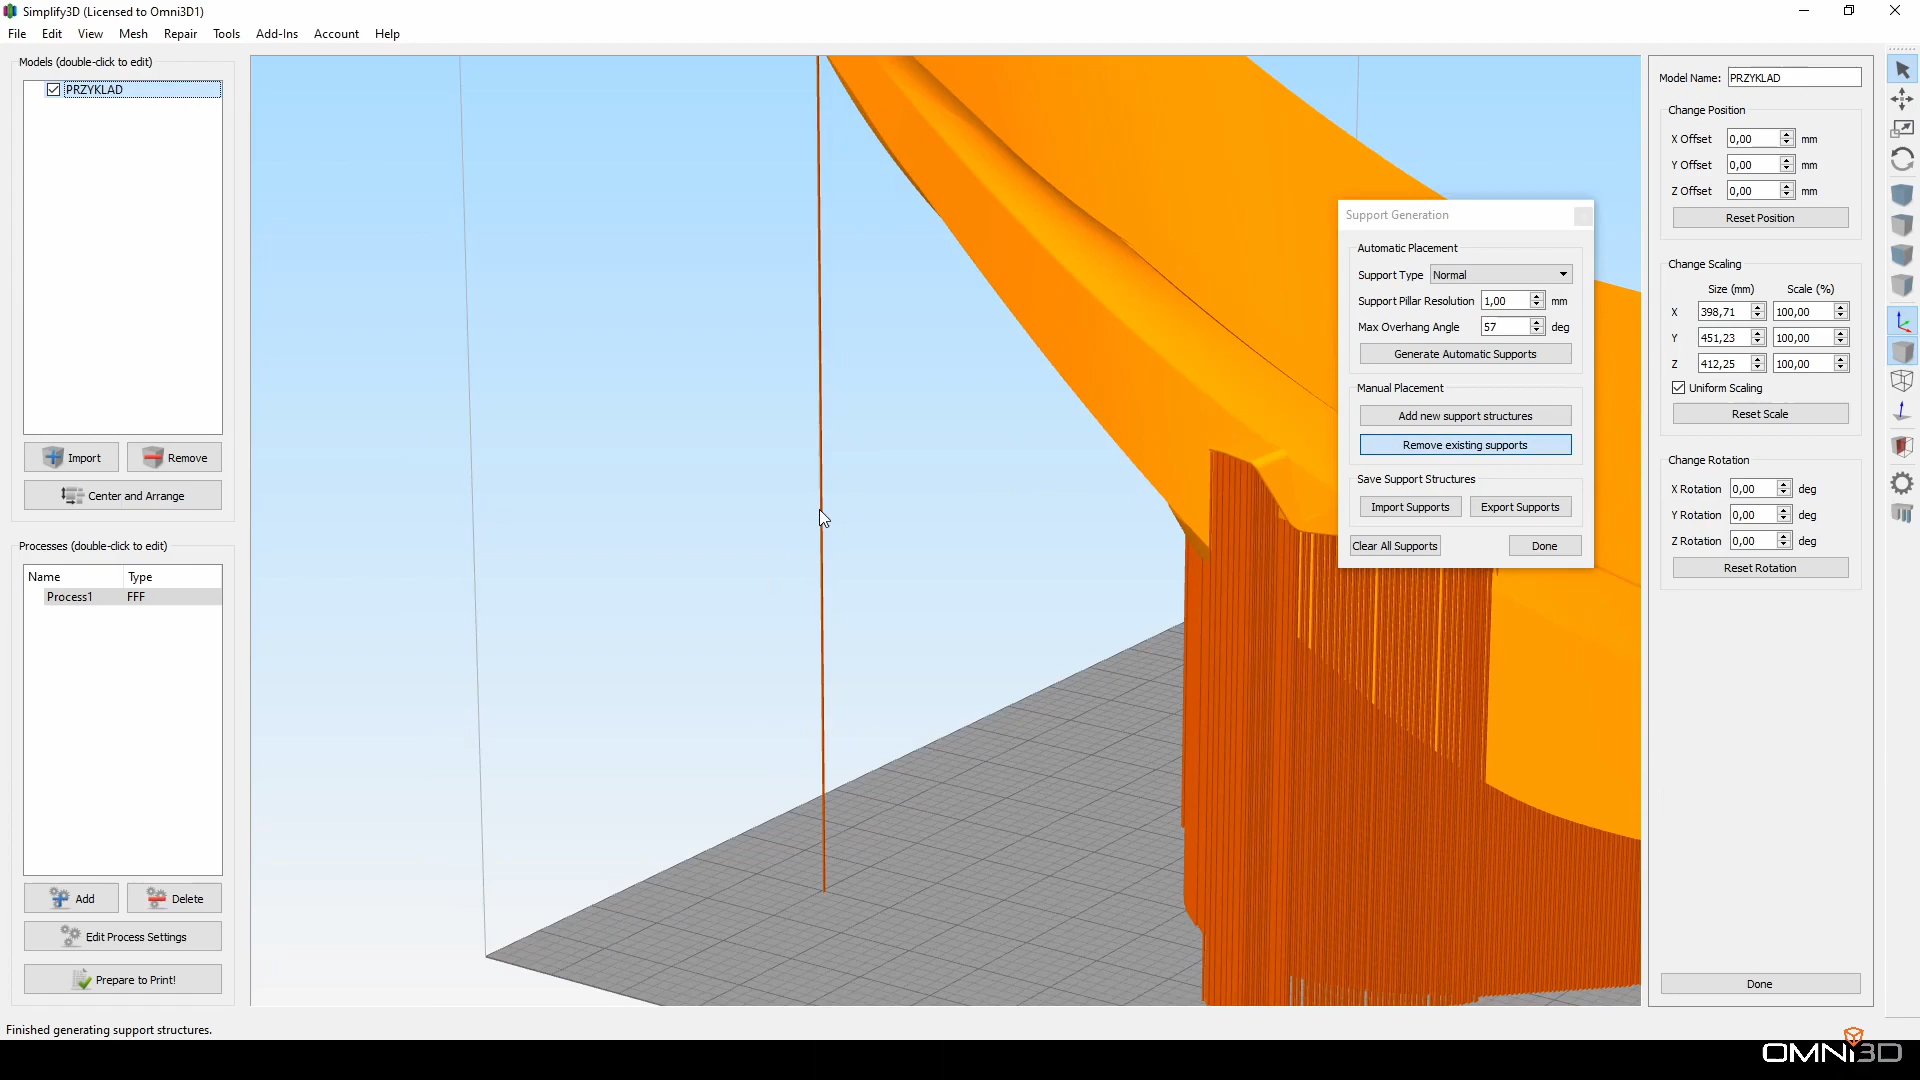 Simplify3D (Licensed to Omni3D1)
File Edit View Mesh Repair Tools Add-Ins Account Help
Models (double-click to edit)
PRZYKLAD
Import Remove
Center and Arrange
Processes (double-click to edit)
Name Type
Process1 FFF
Add Delete
Edit Process Settings
Prepare to Print!
Finished generating support structures.
Support Generation
Automatic Placement
Support Type Normal
Support Pillar Resolution 1,00 mm
Max Overhang Angle 57 deg
Generate Automatic Supports
Manual Placement
Add new support structures
Remove existing supports
Save Support Structures
Import Supports Export Supports
Clear All Supports Done
Model Name: PRZYKLAD
Change Position
X Offset 0,00 mm
Y Offset 0,00 mm
Z Offset 0,00 mm
Reset Position
Change Scaling
Size (mm) Scale (%)
X 398,71 100,00
Y 451,23 100,00
Z 412,25 100,00
Uniform Scaling
Reset Scale
Change Rotation
X Rotation 0,00 deg
Y Rotation 0,00 deg
Z Rotation 0,00 deg
Reset Rotation
Done
OMNI3D